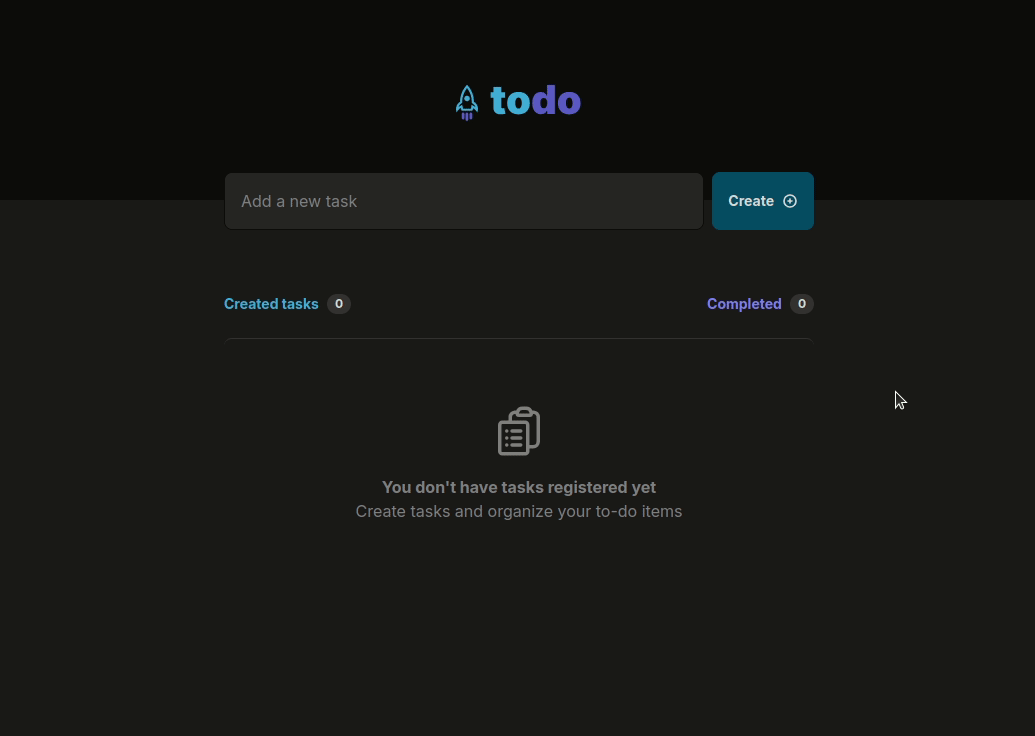 todo
Add a new task
Create
Created tasks 0
Completed 0
You don't have tasks registered yet
Create tasks and organize your to-do items